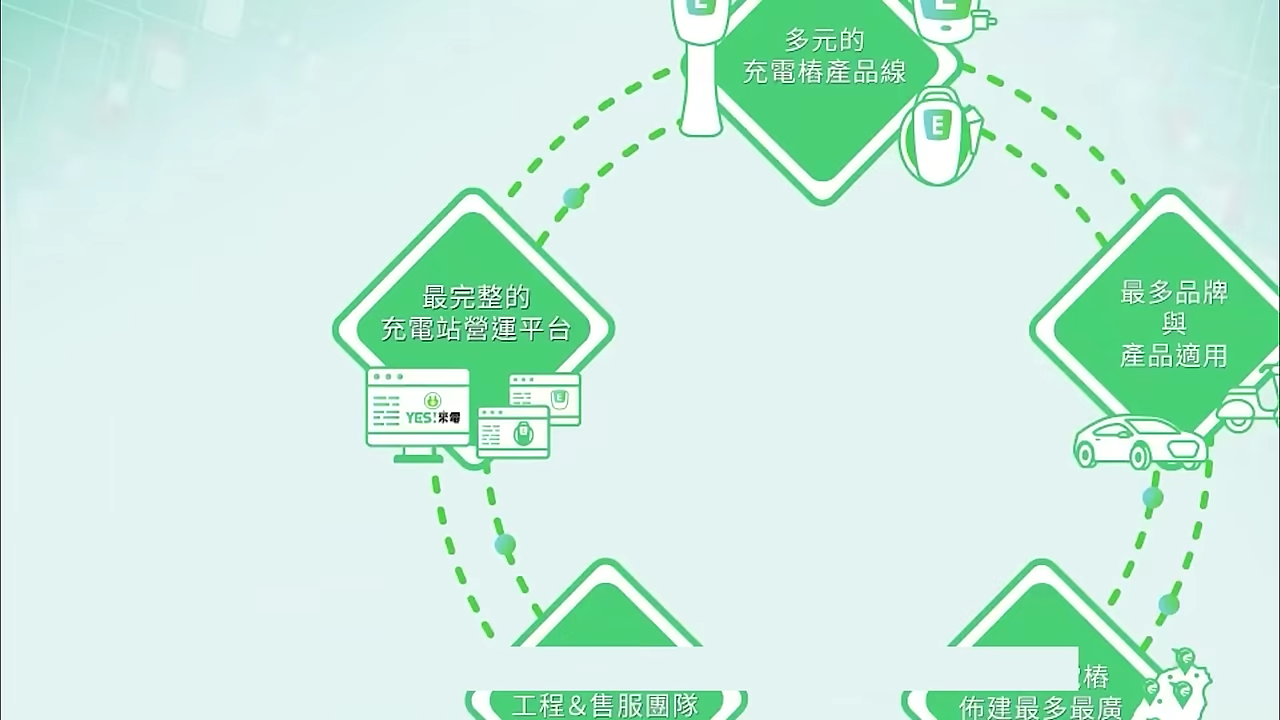 多元的
充電樁產品線
E
E
E
最完整的
充電站營運平台
YES!來電
最多品牌
與
產品適用
樁
工程&售服團隊
佈建最多最廣